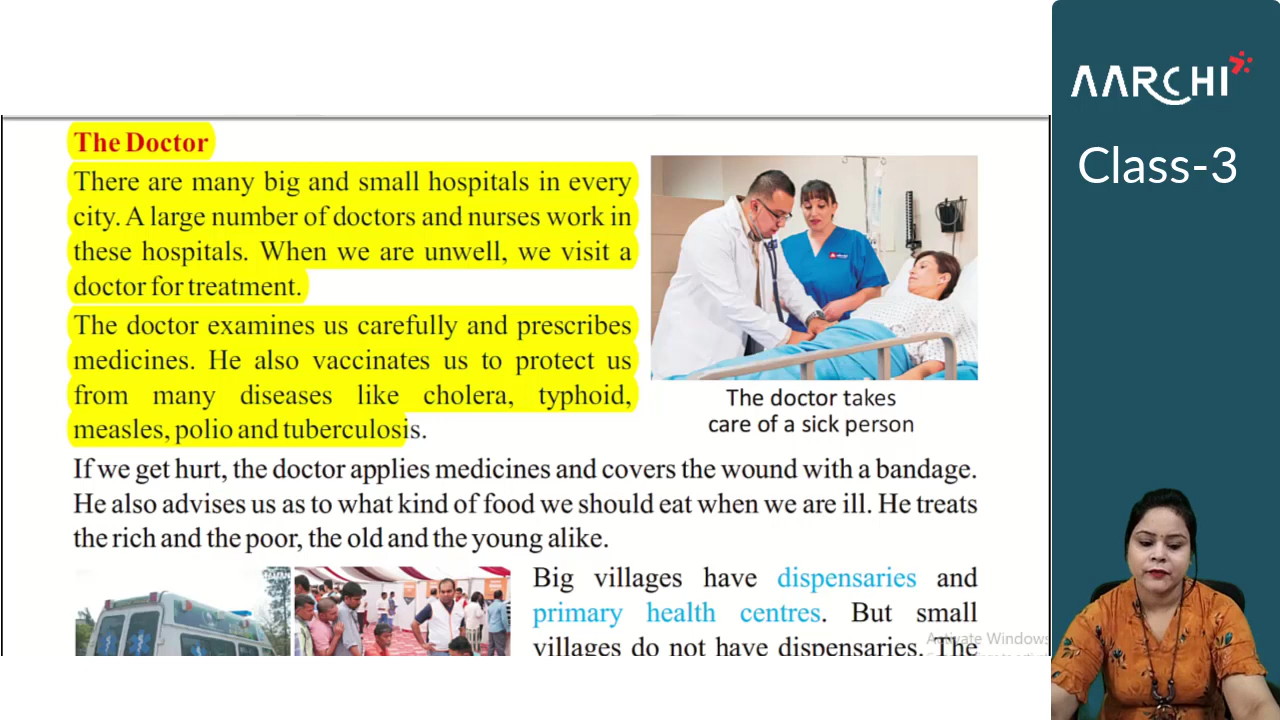 The Doctor
There are many big and small hospitals in every
city. A large number of doctors and nurses work in
these hospitals. When we are unwell, we visit a
doctor for treatment.
The doctor examines us carefully and prescribes
medicines. He also vaccinates us to protect us
from many diseases like cholera, typhoid,
measles, polio and tuberculosis.
The doctor takes
care of a sick person
If we get hurt, the doctor applies medicines and covers the wound with a bandage.
He also advises us as to what kind of food we should eat when we are ill. He treats
the rich and the poor, the old and the young alike.
Big villages have dispensaries and
primary health centres. But small
villages do not have dispensaries. The
Activate Windows
AARCHI
Class-3